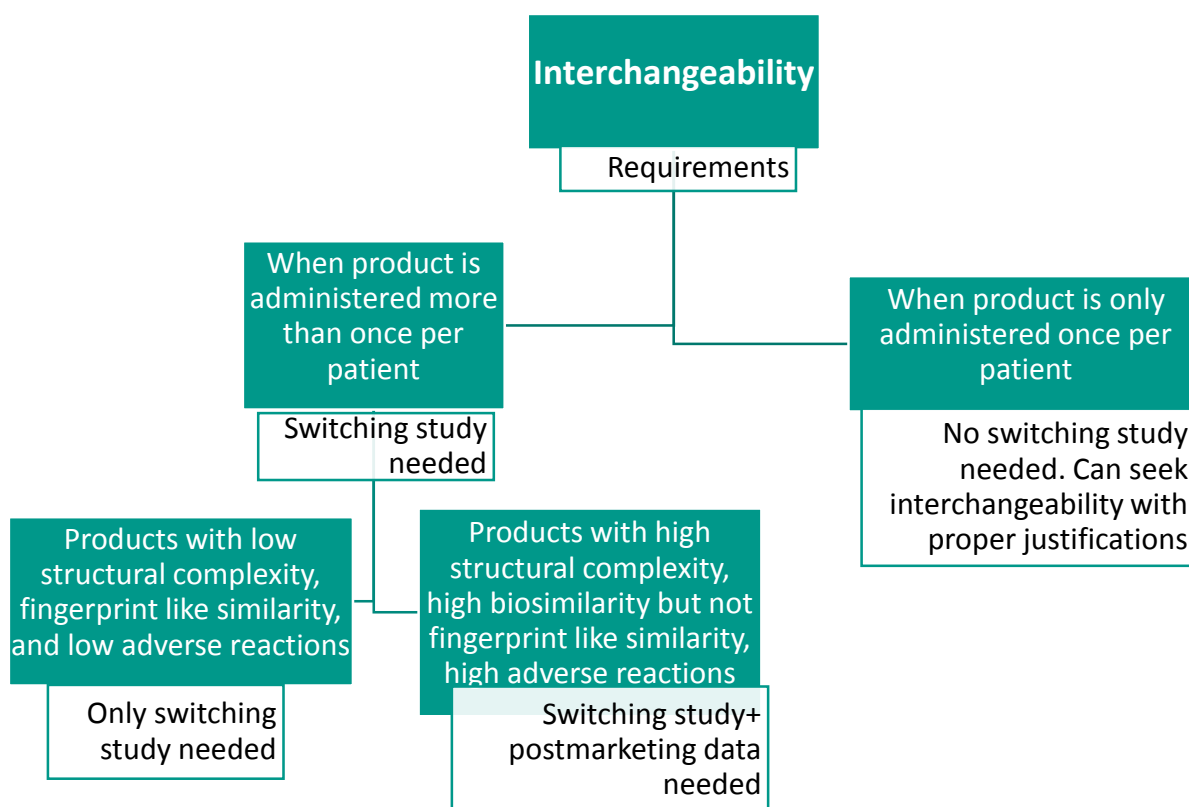 Interchangeability
Requirements
When product is
administered more
than once per
patient
Switching study
needed
Products with low
structural complexity,
fingerprint like similarity,
and low adverse reactions
Only switching
study needed
Products with high
structural complexity,
high biosimilarity but not
fingerprint like similarity,
high adverse reactions
Switching study+
postmarketing data
needed
When product is only
administered once per
patient
No switching study
needed. Can seek
interchangeability with
proper justifications